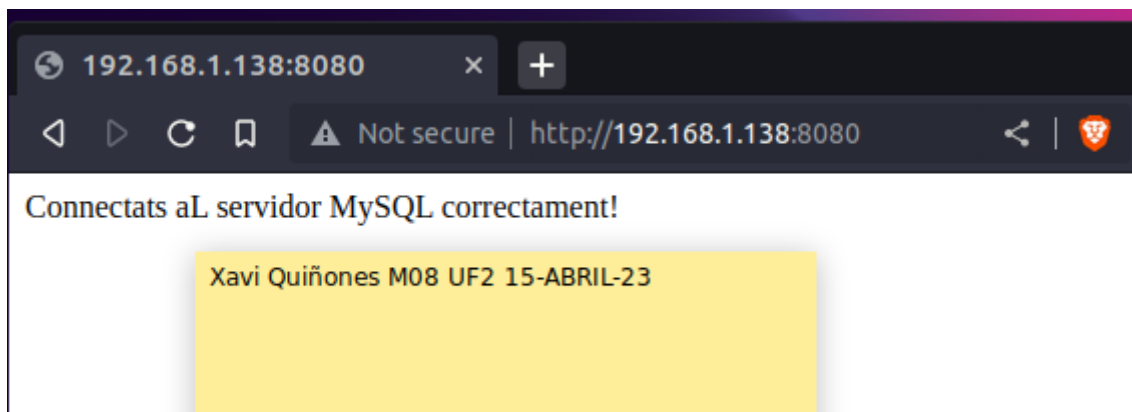 192.168.1.138:8080
Not secure | http://192.168.1.138:8080
Connectats aL servidor MySQL correctament!
Xavi Quiñones M08 UF2 15-ABRIL-23